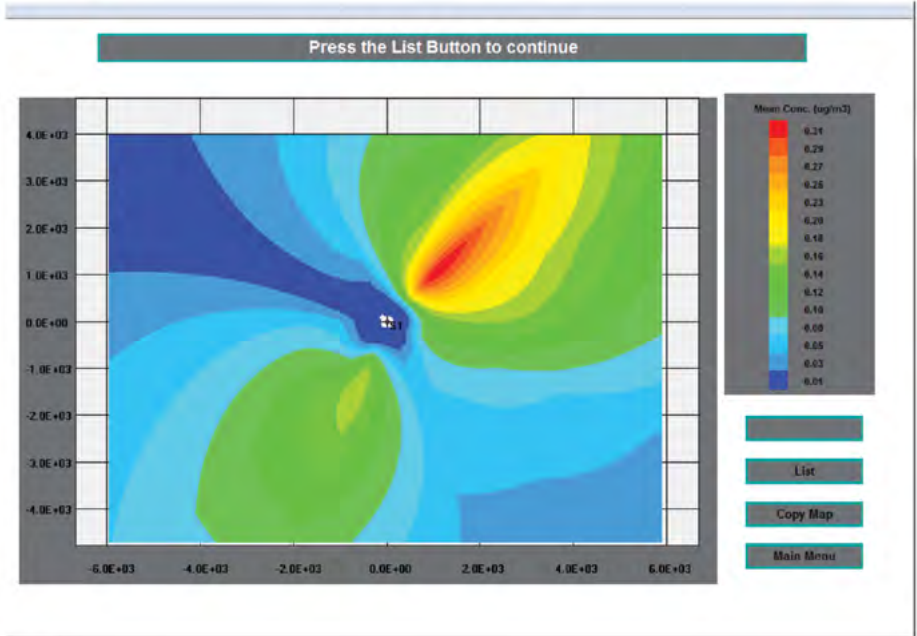 Press the List Button to continue
Mean Conc. (ug/m3)
0.31
0.29
0.27
0.25
0.23
0.20
0.18
0.16
0.14
0.12
0.10
0.08
0.05
0.03
0.01
4.0E+03
3.0E+03
2.0E+03
1.0E+03
0.0E+00
-1.0E+03
-2.0E+03
-3.0E+03
-4.0E+03
-6.0E+03
-4.0E+03
-2.0E+03
0.0E+00
2.0E+03
4.0E+03
6.0E+03
List
Copy Map
Main Menu